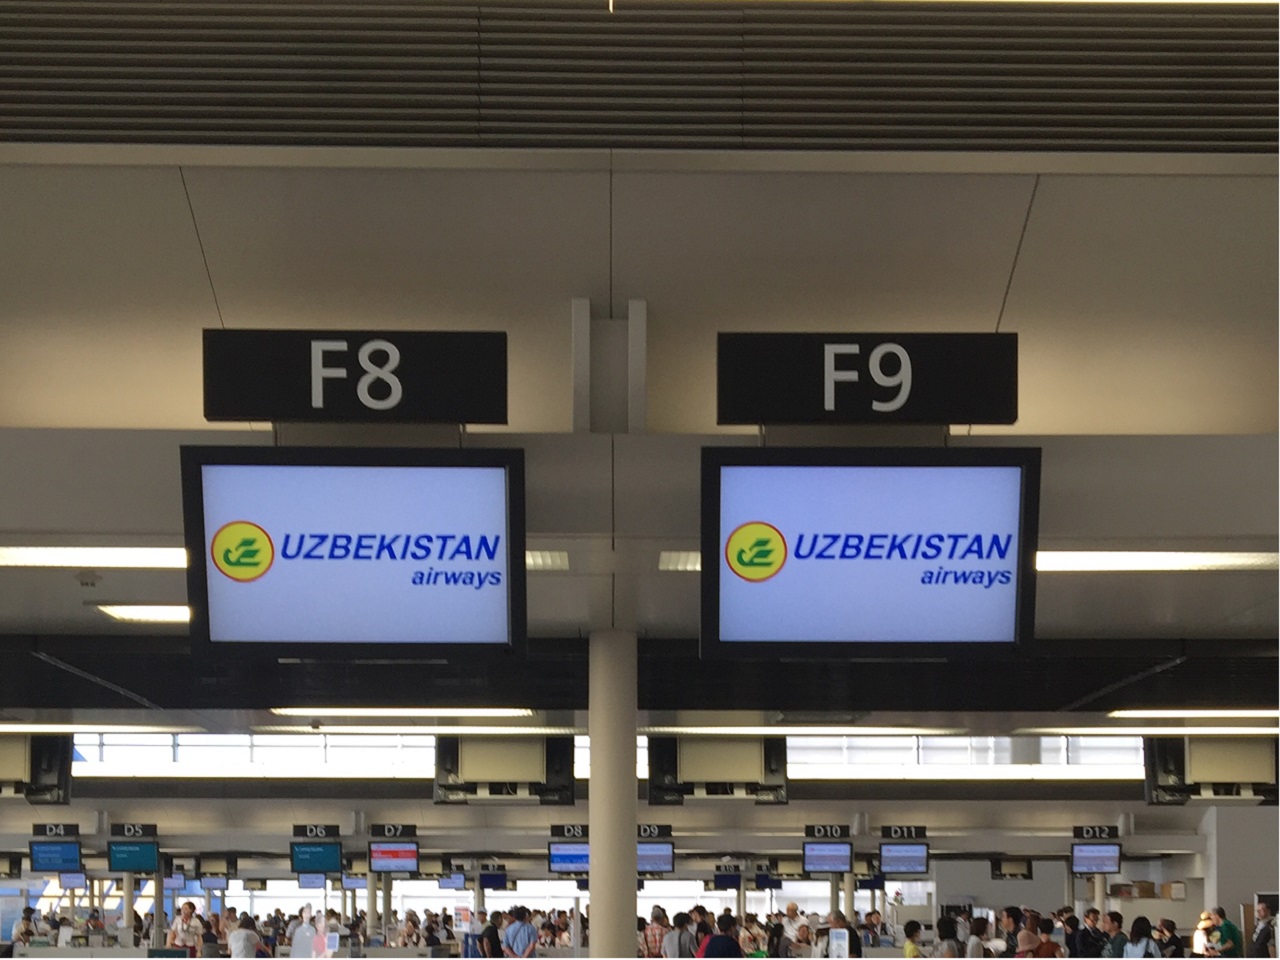 F8
F9
UZBEKISTAN
airways
UZBEKISTAN
airways
D4
D5
D6
D7
D8
D9
D10
D11
D12